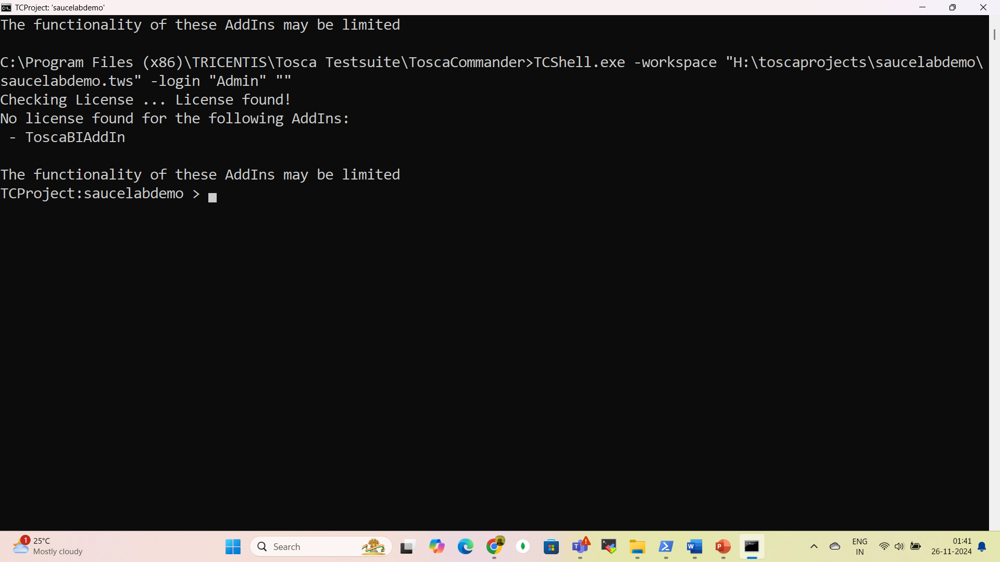 TCProject: 'saucelabdemo'
The functionality of these AddIns may be limited
C:\Program Files (x86)\TRICENTIS\Tosca Testsuite\ToscaCommander>TCShell.exe -workspace "H:\toscaprojects\saucelabdemo\
saucelabdemo.tws" -login "Admin" ""
Checking License ... License found!
No license found for the following AddIns:
 - ToscaBIAddIn
The functionality of these AddIns may be limited
TCProject:saucelabdemo >
1
25°C
Mostly cloudy
Search
ENG
IN
01:41
26-11-2024